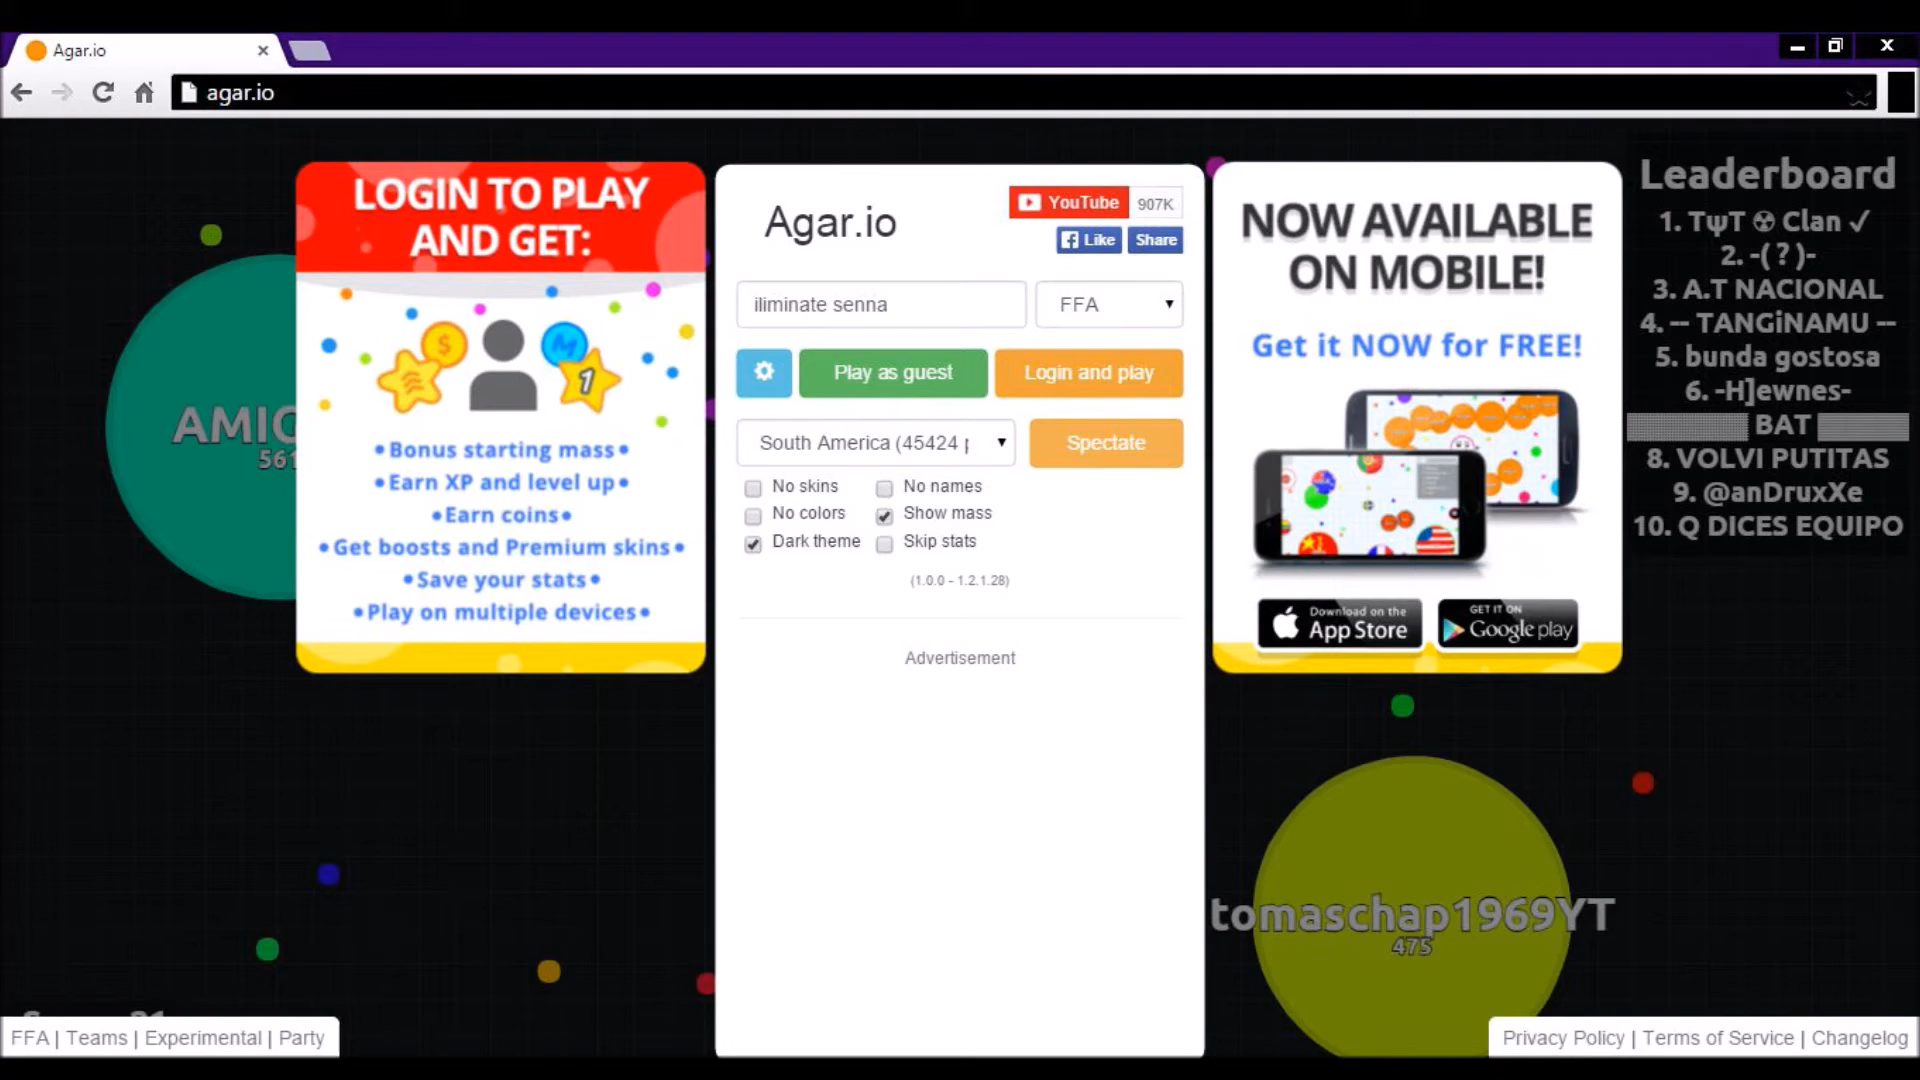 Agar.io
agar.io
LOGIN TO PLAY
AND GET:
•Bonus starting mass•
•Earn XP and level up•
•Earn coins•
•Get boosts and Premium skins•
•Save your stats•
•Play on multiple devices•
Agar.io
YouTube 907K
Like Share
iliminate senna FFA
Play as guest Login and play
South America (45424 Spectate
No skins No names
No colors Show mass
Dark theme Skip stats
(1.0.0 - 1.2.1.28)
Advertisement
NOW AVAILABLE
ON MOBILE!
Get it NOW for FREE!
Download on the
App Store
GET IT ON
Google play
Leaderboard
1. TψT ☢ Clan ✓
2. -( ? )-
3. A.T NACIONAL
4. -- TANGiNAMU --
5. bunda gostosa
6. -H]ewnes-
▒▒▒▒▒▒ BAT ▒▒▒▒▒
8. VOLVI PUTITAS
9. @anDruxXe
10. Q DICES EQUIPO
561
tomaschap1969YT
475
FFA | Teams | Experimental | Party
Privacy Policy | Terms of Service | Changelog